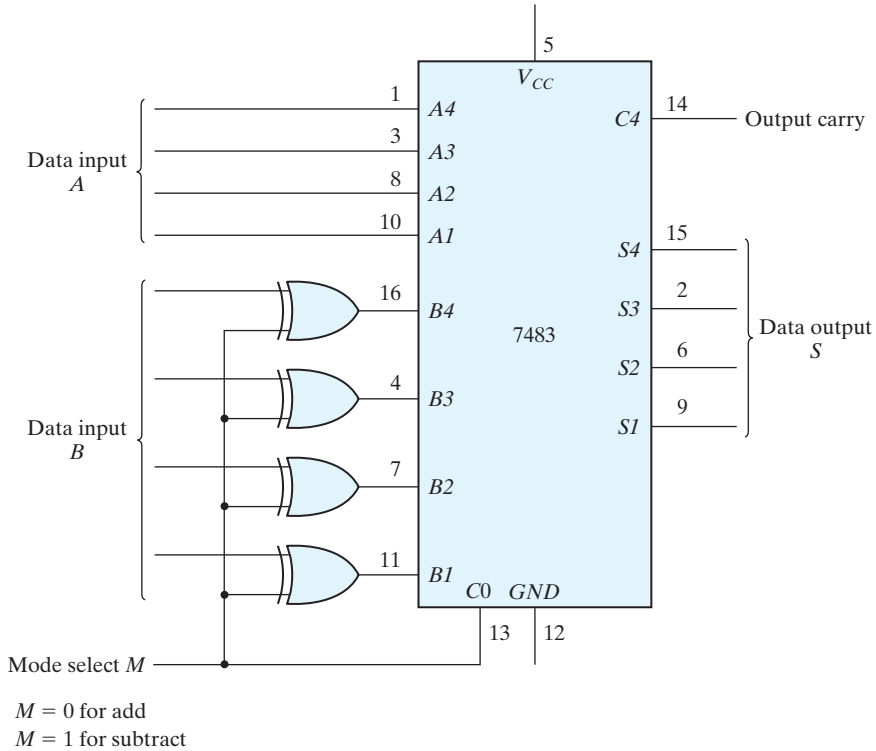 5
V_CC
1
A4
C4
14
Output carry
3
A3
Data input
A
8
A2
10
A1
S4
15
16
B4
S3
2
7483
Data output
S
S2
6
4
B3
S1
9
Data input
B
7
B2
11
B1
C0
GND
13
12
Mode select M
M = 0 for add
M = 1 for subtract